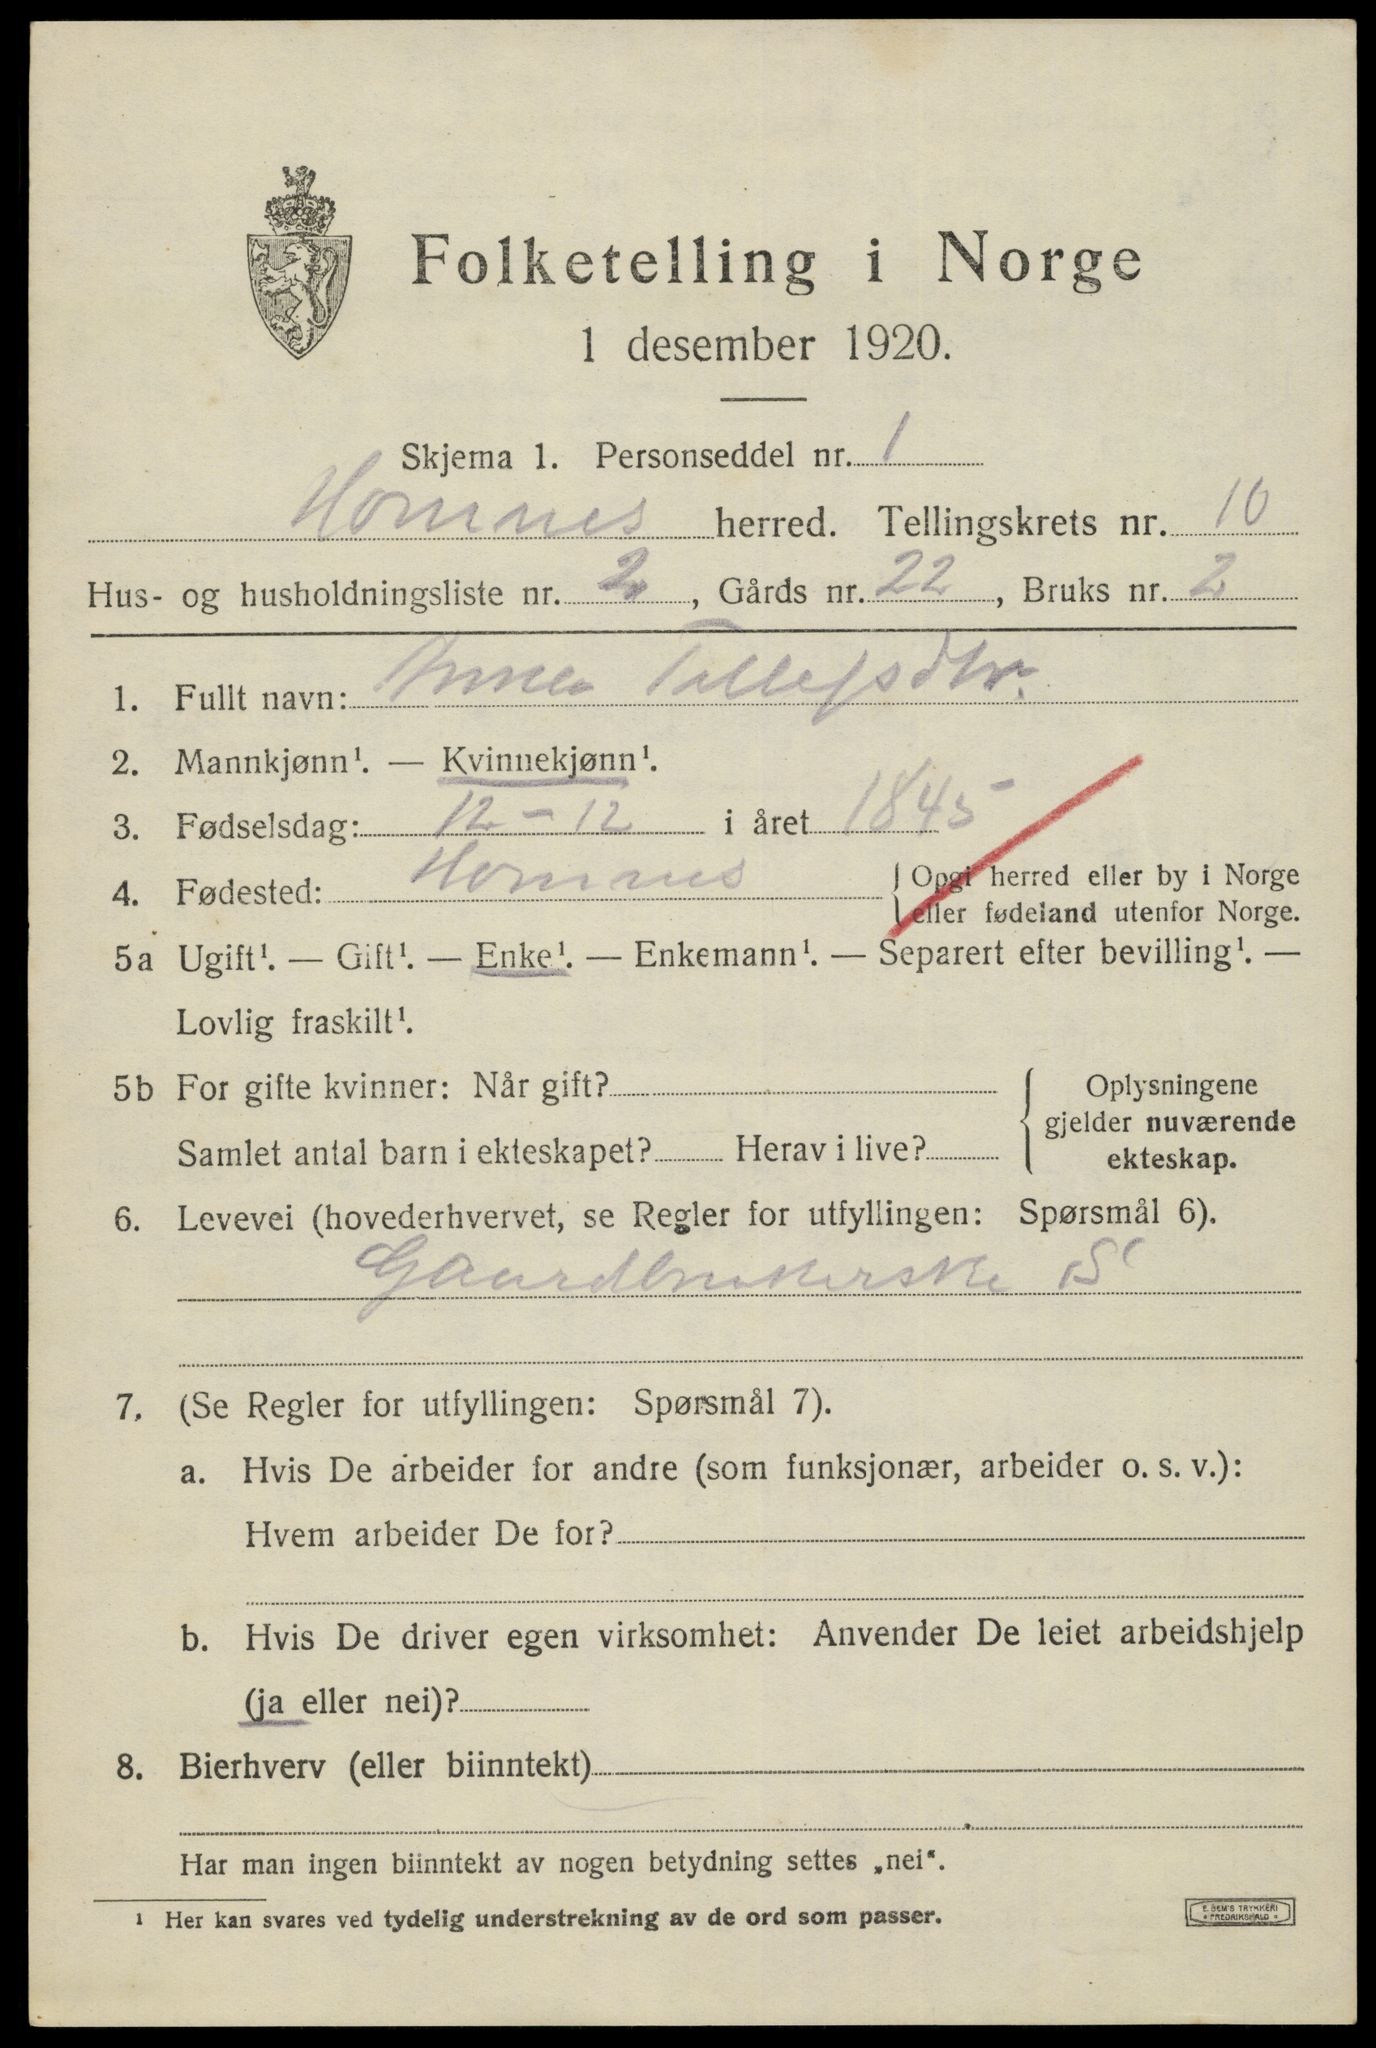 Folketelling i Norge
1 desember 1920.
Skjema 1. Personseddel nr. 1
Homnes herred. Tellingskrets nr. 10
Hus- og husholdningsliste nr. 2, Gårds nr. 22, Bruks nr. 2
1. Fullt navn: Anne Tollefsdtr.
2. Mannkjønn¹. — Kvinnekjønn¹.
3. Fødselsdag: 12 - 12 i året 1845
4. Fødested: Homnes { Opgi herred eller by i Norge
eller fødeland utenfor Norge.
5a Ugift¹. — Gift¹. — Enke¹. — Enkemann¹. — Separert efter bevilling¹. —
Lovlig fraskilt¹.
5b For gifte kvinner: Når gift? { Oplysningene
gjelder nuværende
Samlet antal barn i ekteskapet? Herav i live?
ekteskap.
6. Levevei (hovederhvervet, se Regler for utfyllingen: Spørsmål 6).
Gaardbrukerske S
7. (Se Regler for utfyllingen: Spørsmål 7).
a. Hvis De arbeider for andre (som funksjonær, arbeider o. s. v.):
Hvem arbeider De for?
b. Hvis De driver egen virksomhet: Anvender De leiet arbeidshjelp
(ja eller nei)?
8. Bierhverv (eller biinntekt)
Har man ingen biinntekt av nogen betydning settes „nei“.
¹ Her kan svares ved tydelig understrekning av de ord som passer.
E. SEM'S TRYKKERI
FREDRIKSHALD